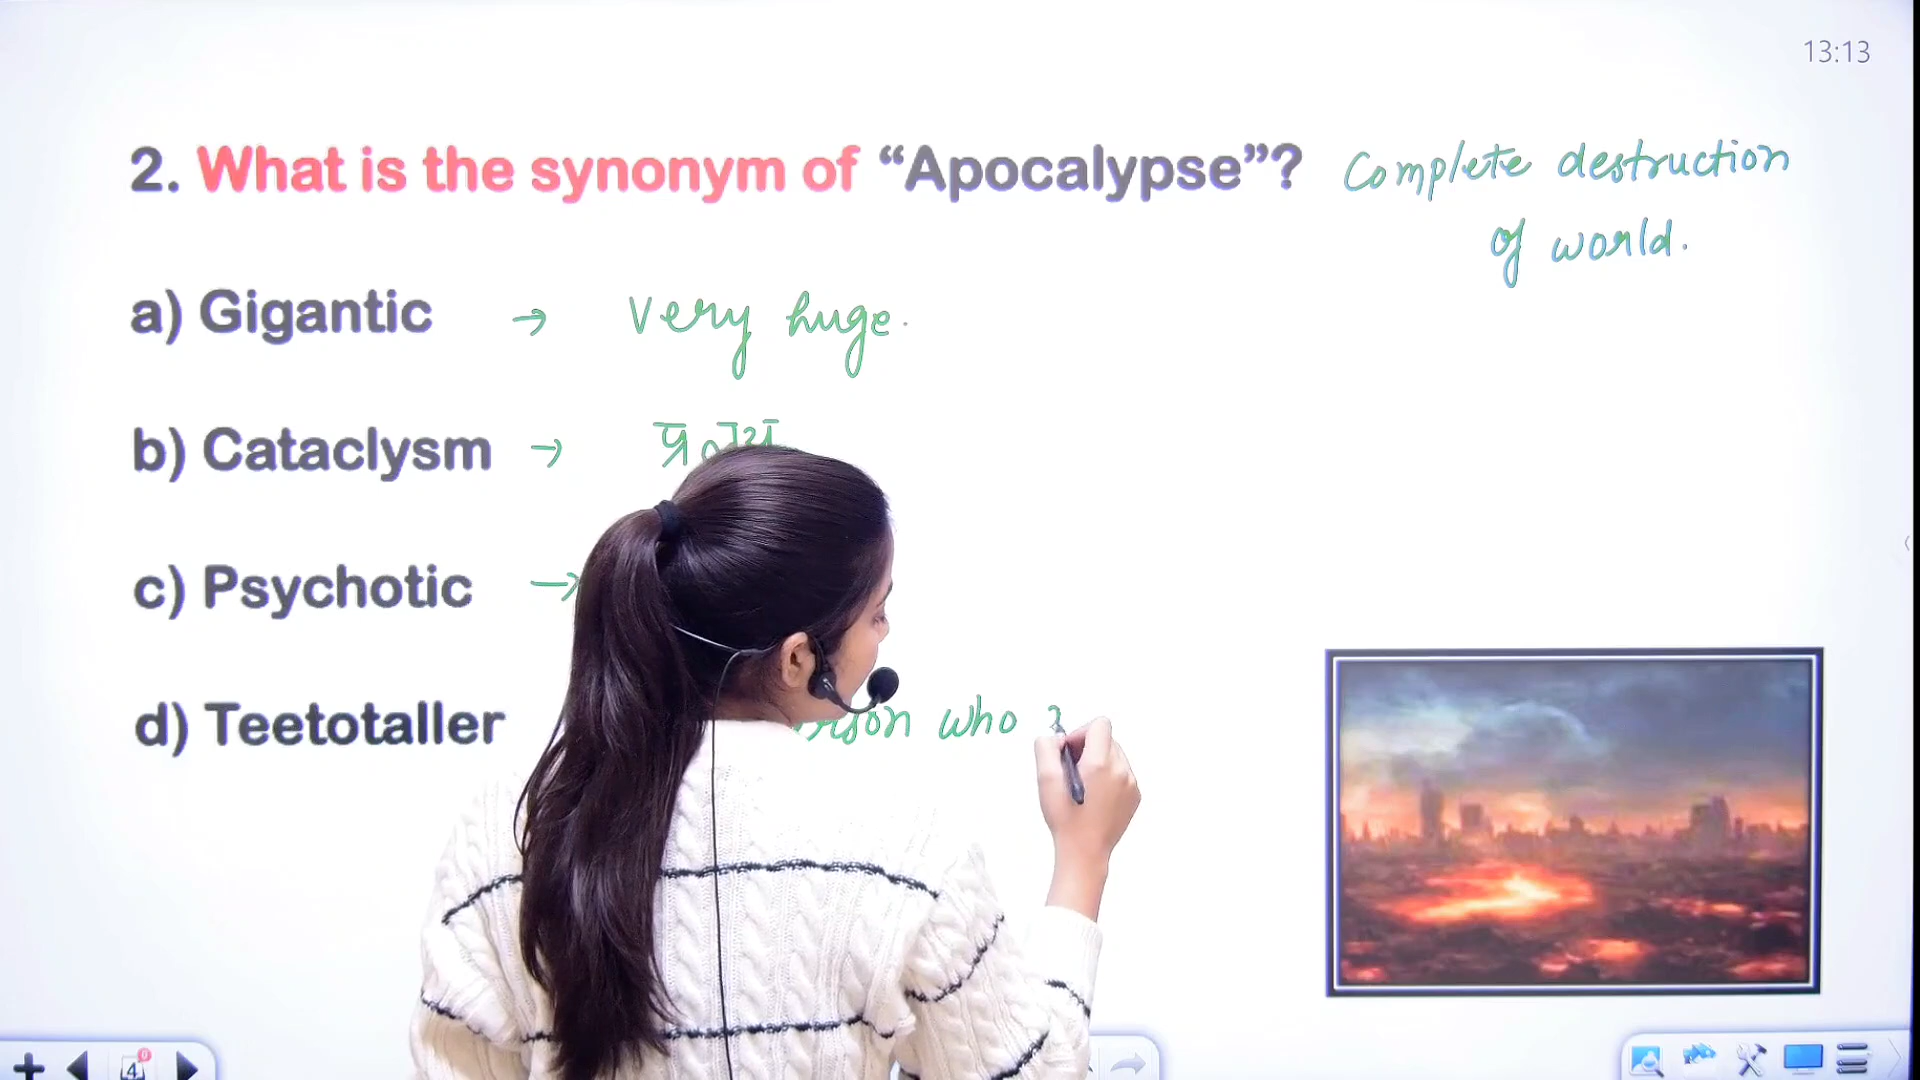 13:13
2. What is the synonym of “Apocalypse”? Complete destruction
of world.
a) Gigantic → Very huge.
b) Cataclysm →
c) Psychotic →
d) Teetotaller who
4